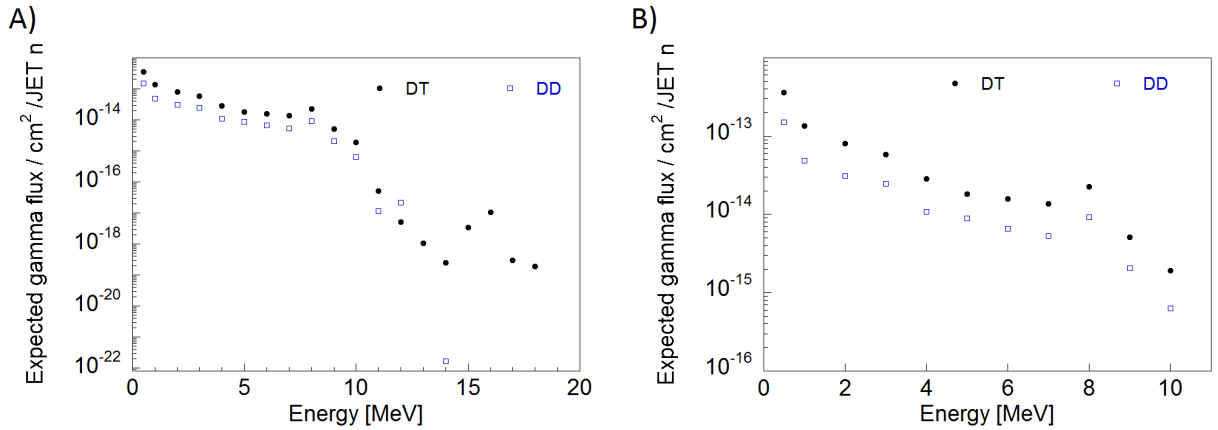 A)
Expected gamma flux / cm² /JET n
DT
DD
10⁻¹⁴
10⁻¹⁶
10⁻¹⁸
10⁻²⁰
10⁻²²
0 5 10 15 20
Energy [MeV]
B)
Expected gamma flux / cm² /JET n
DT
DD
10⁻¹³
10⁻¹⁴
10⁻¹⁵
10⁻¹⁶
0 2 4 6 8 10
Energy [MeV]